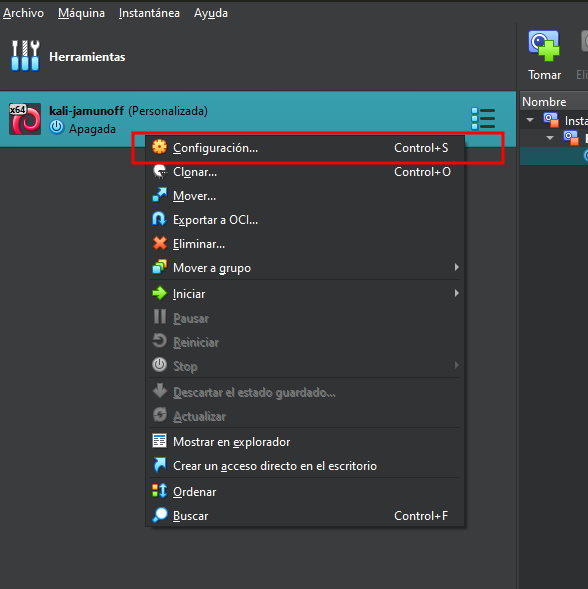 Archivo Máquina Instantánea Ayuda
Herramientas
Tomar
Nombre
x64
kali-jamunoff (Personalizada)
Apagada
Configuración... Control+S
Clonar... Control+O
Mover...
Exportar a OCI...
Eliminar...
Mover a grupo
Iniciar
Pausar
Reiniciar
Stop
Descartar el estado guardado...
Actualizar
Mostrar en explorador
Crear un acceso directo en el escritorio
Ordenar
Buscar Control+F